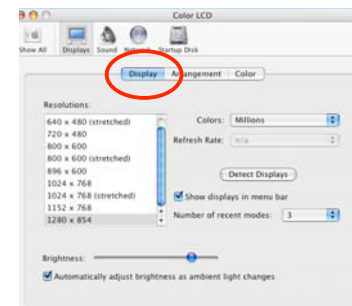 Color LCD
Show All Displays Sound Network Startup Disk
Display Arrangement Color
Resolutions:
640 x 480 (stretched)
720 x 480
800 x 600
800 x 600 (stretched)
896 x 600
1024 x 768
1024 x 768 (stretched)
1152 x 768
1280 x 854
Colors: Millions
Refresh Rate: n/a
Detect Displays
Show displays in menu bar
Number of recent modes: 3
Brightness:
Automatically adjust brightness as ambient light changes